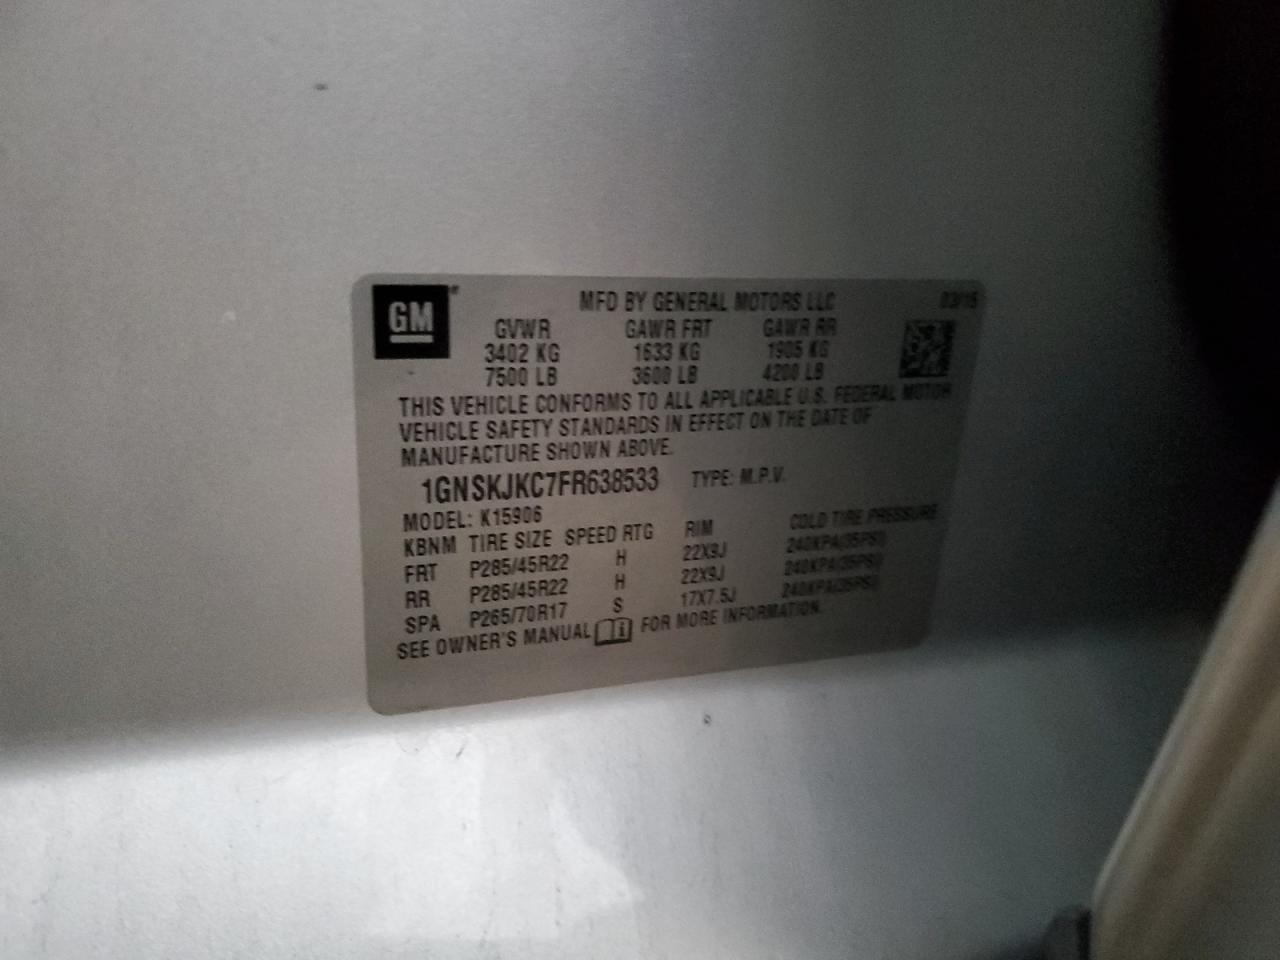 GM
MFD BY GENERAL MOTORS LLC 03/15
GVWR GAWR FRT GAWR RR
3402 KG 1633 KG 1905 KG
7500 LB 3600 LB 4200 LB
THIS VEHICLE CONFORMS TO ALL APPLICABLE U.S. FEDERAL MOTOR
VEHICLE SAFETY STANDARDS IN EFFECT ON THE DATE OF
MANUFACTURE SHOWN ABOVE.
1GNSKJKC7FR638533 TYPE: M.P.V.
MODEL: K15906
KBNM TIRE SIZE SPEED RTG RIM COLD TIRE PRESSURE
FRT P285/45R22 H 22X9J 240KPA(35PSI)
RR P285/45R22 H 22X9J 240KPA(35PSI)
SPA P265/70R17 S 17X7.5J 240KPA(35PSI)
SEE OWNER'S MANUAL FOR MORE INFORMATION.